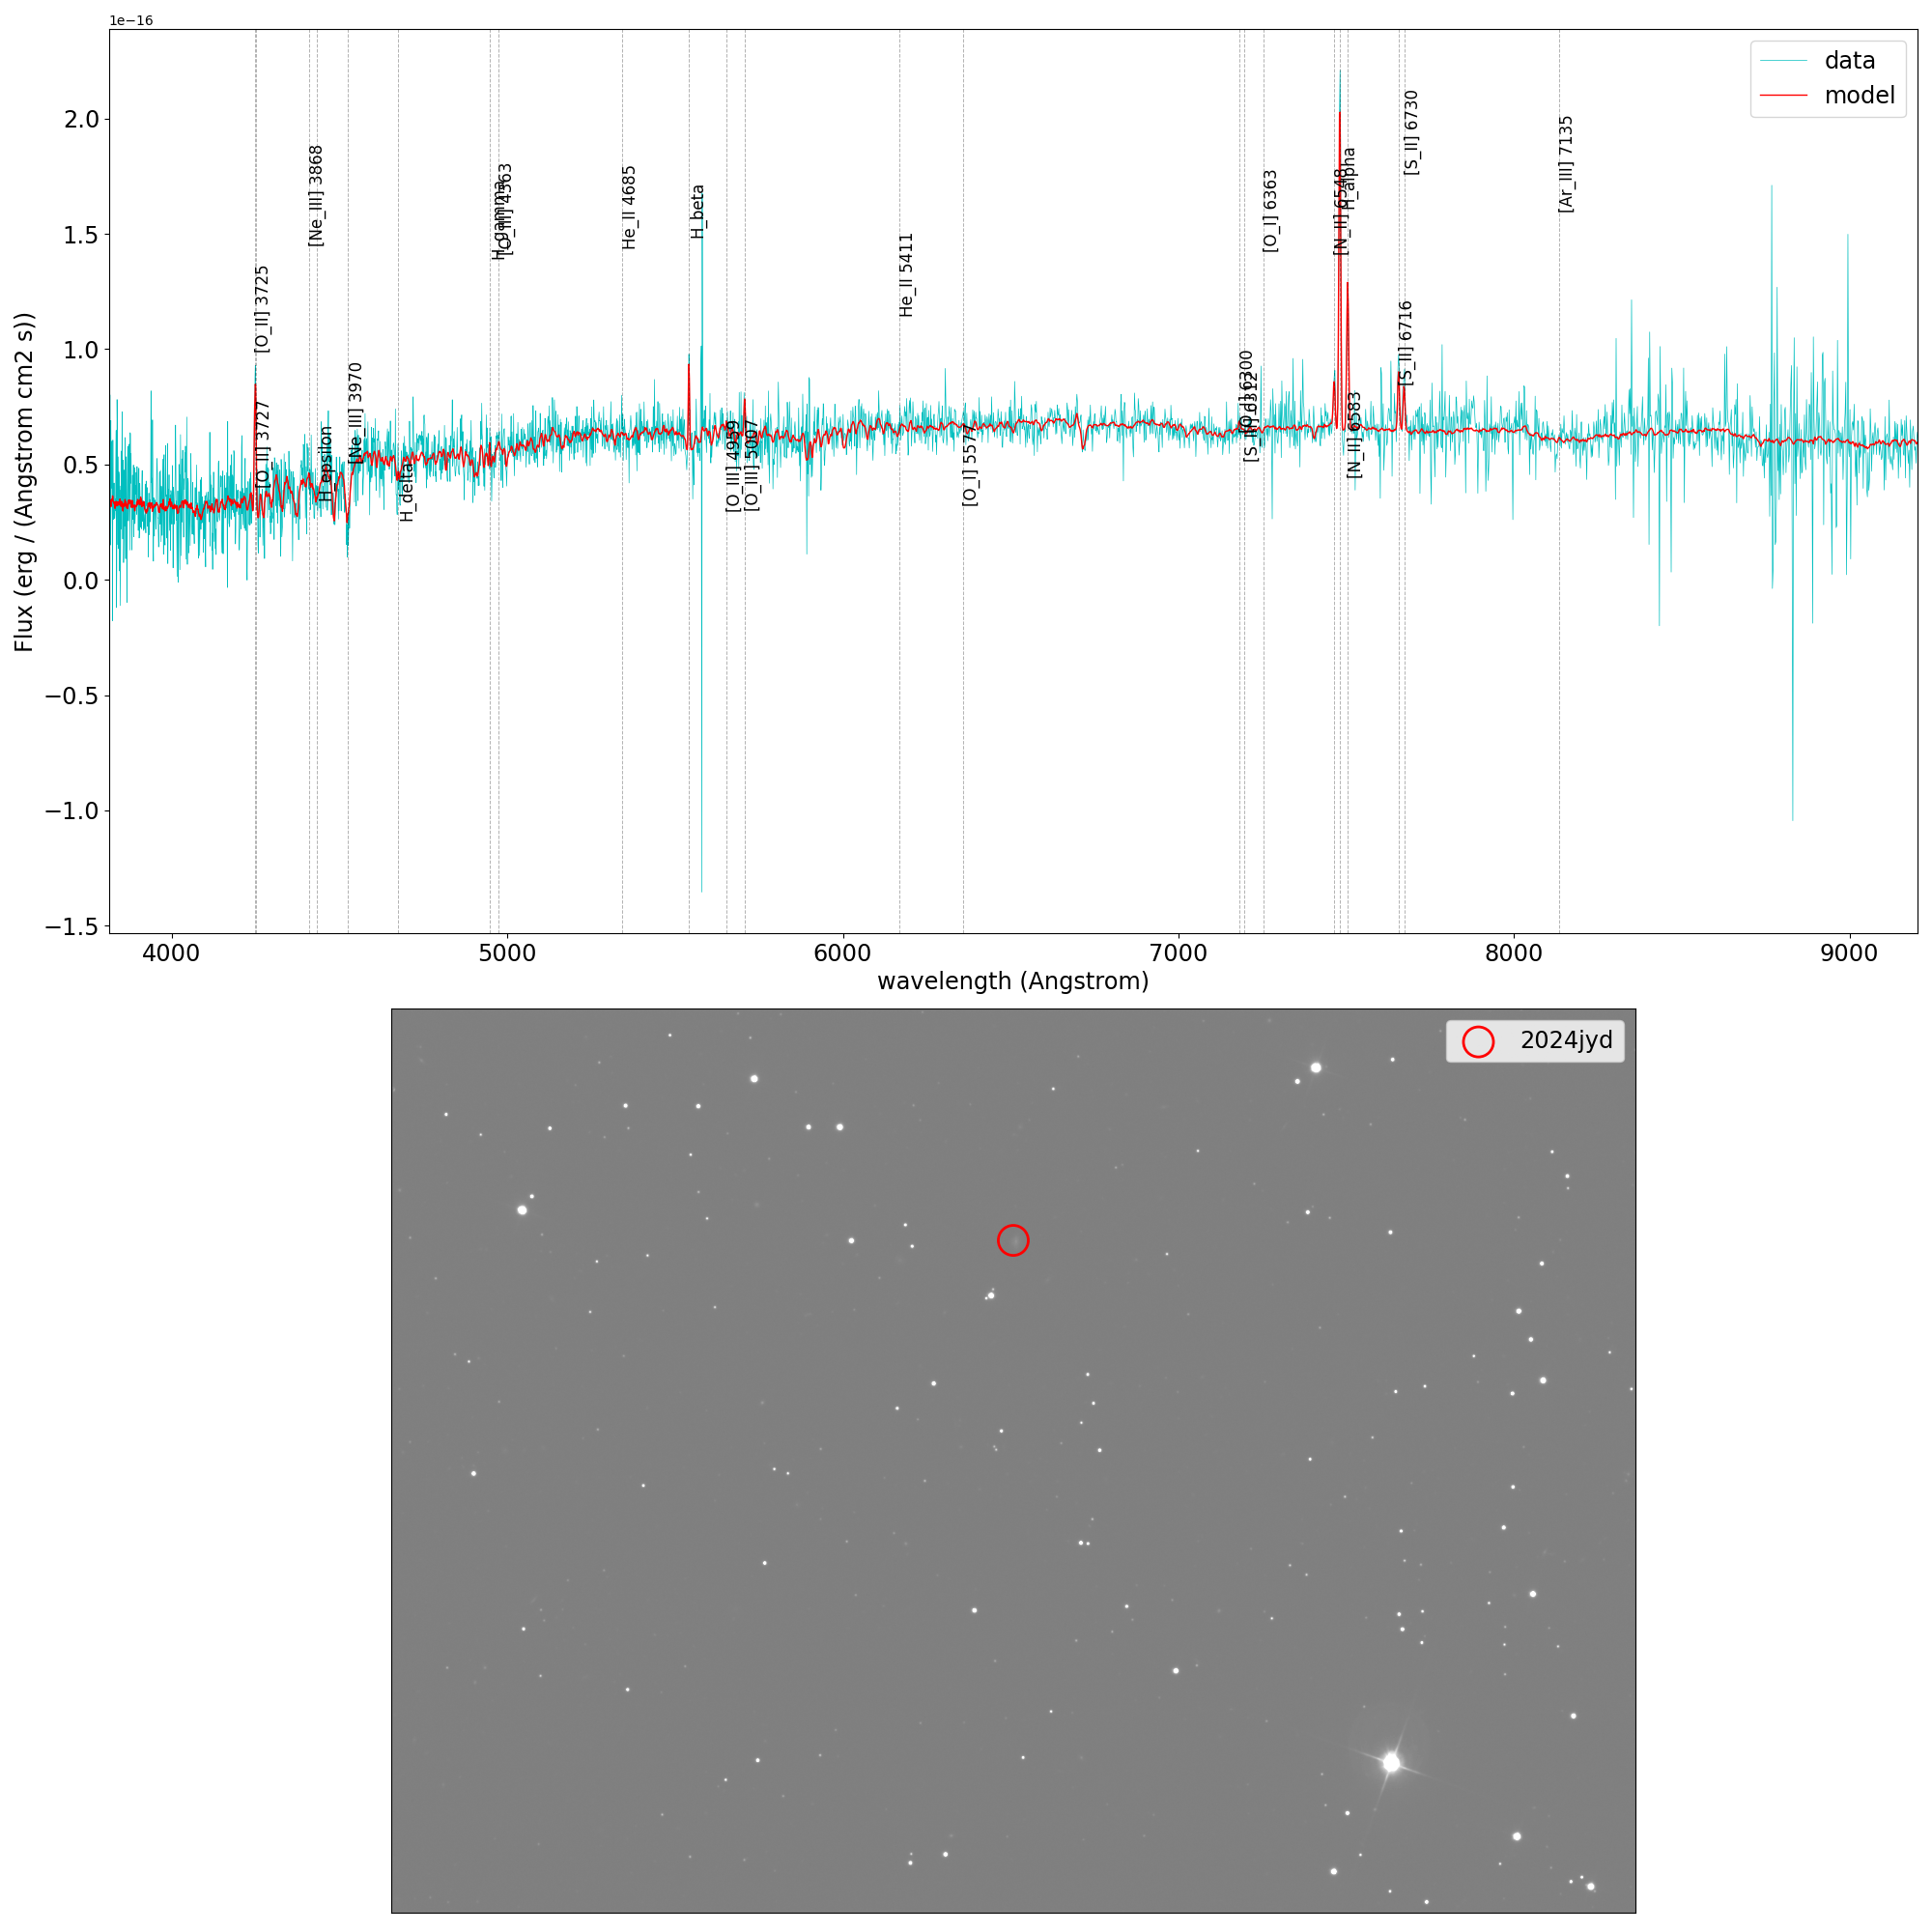 1e−16
data
model
2.0
1.5
1.0
0.5
0.0
−0.5
−1.0
−1.5
Flux (erg / (Angstrom cm2 s))
[O_II] 3725
[O_II] 3727
[Ne_III] 3868
H_epsilon
[Ne_III] 3970
H_delta
H_gamma
[O_III] 4363
He_II 4685
H_beta
[O_III] 4959
[O_III] 5007
He_II 5411
[O_I] 5577
[O_I] 6300
[S_III] 6312
[O_I] 6363
[N_II] 6548
H_alpha
[N_II] 6583
[S_II] 6716
[S_II] 6730
[Ar_III] 7135
4000
5000
6000
7000
8000
9000
wavelength (Angstrom)
2024jyd